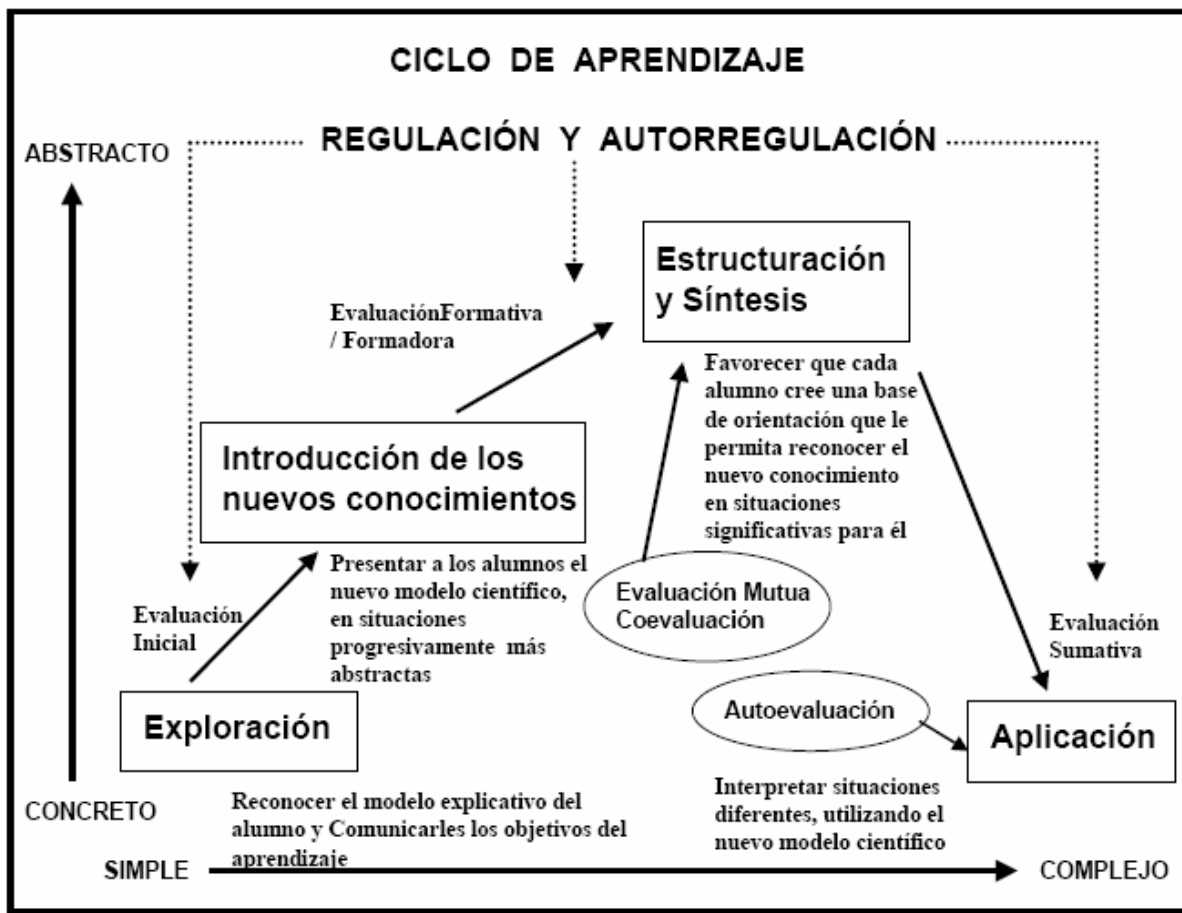 CICLO DE APRENDIZAJE
REGULACIÓN Y AUTORREGULACIÓN
ABSTRACTO
Estructuración
y Síntesis
EvaluaciónFormativa
/ Formadora
Favorecer que cada
alumno cree una base
de orientación que le
permita reconocer el
nuevo conocimiento
en situaciones
significativas para él
Introducción de los
nuevos conocimientos
Presentar a los alumnos el
nuevo modelo científico,
en situaciones
progresivamente más
abstractas
Evaluación Mutua
Coevaluación
Evaluación
Inicial
Evaluación
Sumativa
Exploración
Autoevaluación
Aplicación
CONCRETO
Reconocer el modelo explicativo del
alumno y Comunicarles los objetivos del
aprendizaje
Interpretar situaciones
diferentes, utilizando el
nuevo modelo científico
SIMPLE
COMPLEJO